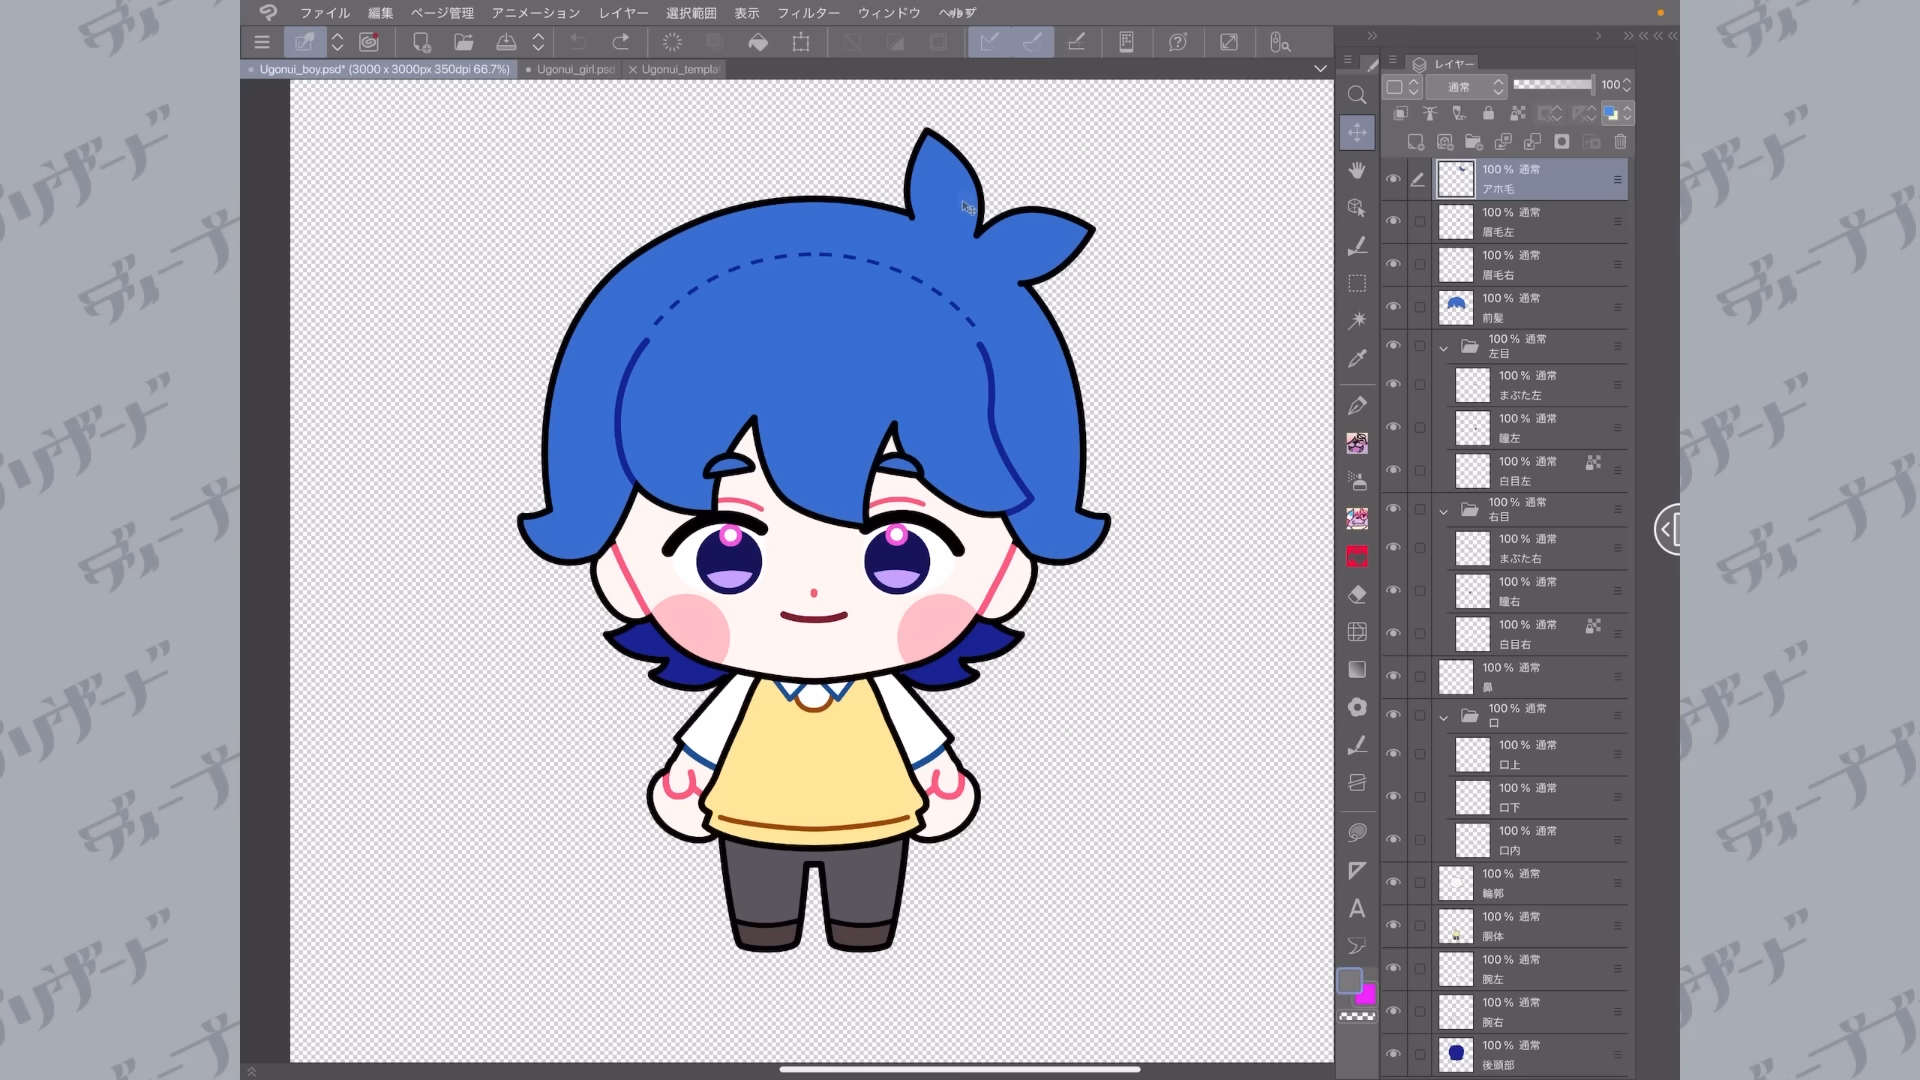 ファイル 編集 ページ管理 アニメーション レイヤー 選択範囲 表示 フィルター ウィンドウ
Ugonui_boy.psd* (3000 x 3000px 350dpi 66.7%) Ugonui_girl.psd Ugonui_templa
レイヤー
通常 100
100 % 通常
アホ毛
100 % 通常
眉毛左
100 % 通常
眉毛右
100 % 通常
前髪
100 % 通常
左目
100 % 通常
まぶた左
100 % 通常
瞳左
100 % 通常
白目左
100 % 通常
右目
100 % 通常
まぶた右
100 % 通常
瞳右
100 % 通常
白目右
100 % 通常
鼻
100 % 通常
口
100 % 通常
口上
100 % 通常
口下
100 % 通常
口内
100 % 通常
輪郭
100 % 通常
胴体
100 % 通常
腕左
100 % 通常
腕右
100 % 通常
後頭部